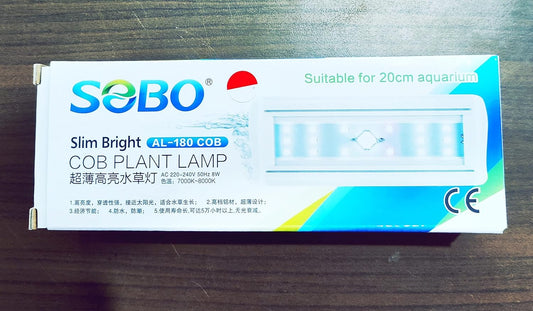 SOBO®
Suitable for 20cm aquarium
Slim Bright AL-180 COB
COB PLANT LAMP
超薄高亮水草灯 AC 220-240V 50Hz 8W
色温：7000K-8000K
1.高亮度，穿透性强，接近太阳光，适合水草生长； 2.高档铝材，超薄设计；
3.经济节能； 4.防水，防潮； 5.使用寿命长，可达5万小时以上，无光衰减。
CE